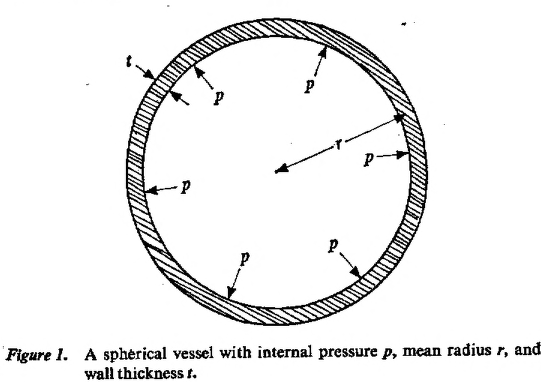 t
p
p
r
p
p
p
p
Figure 1. A spherical vessel with internal pressure p, mean radius r, and
wall thickness t.